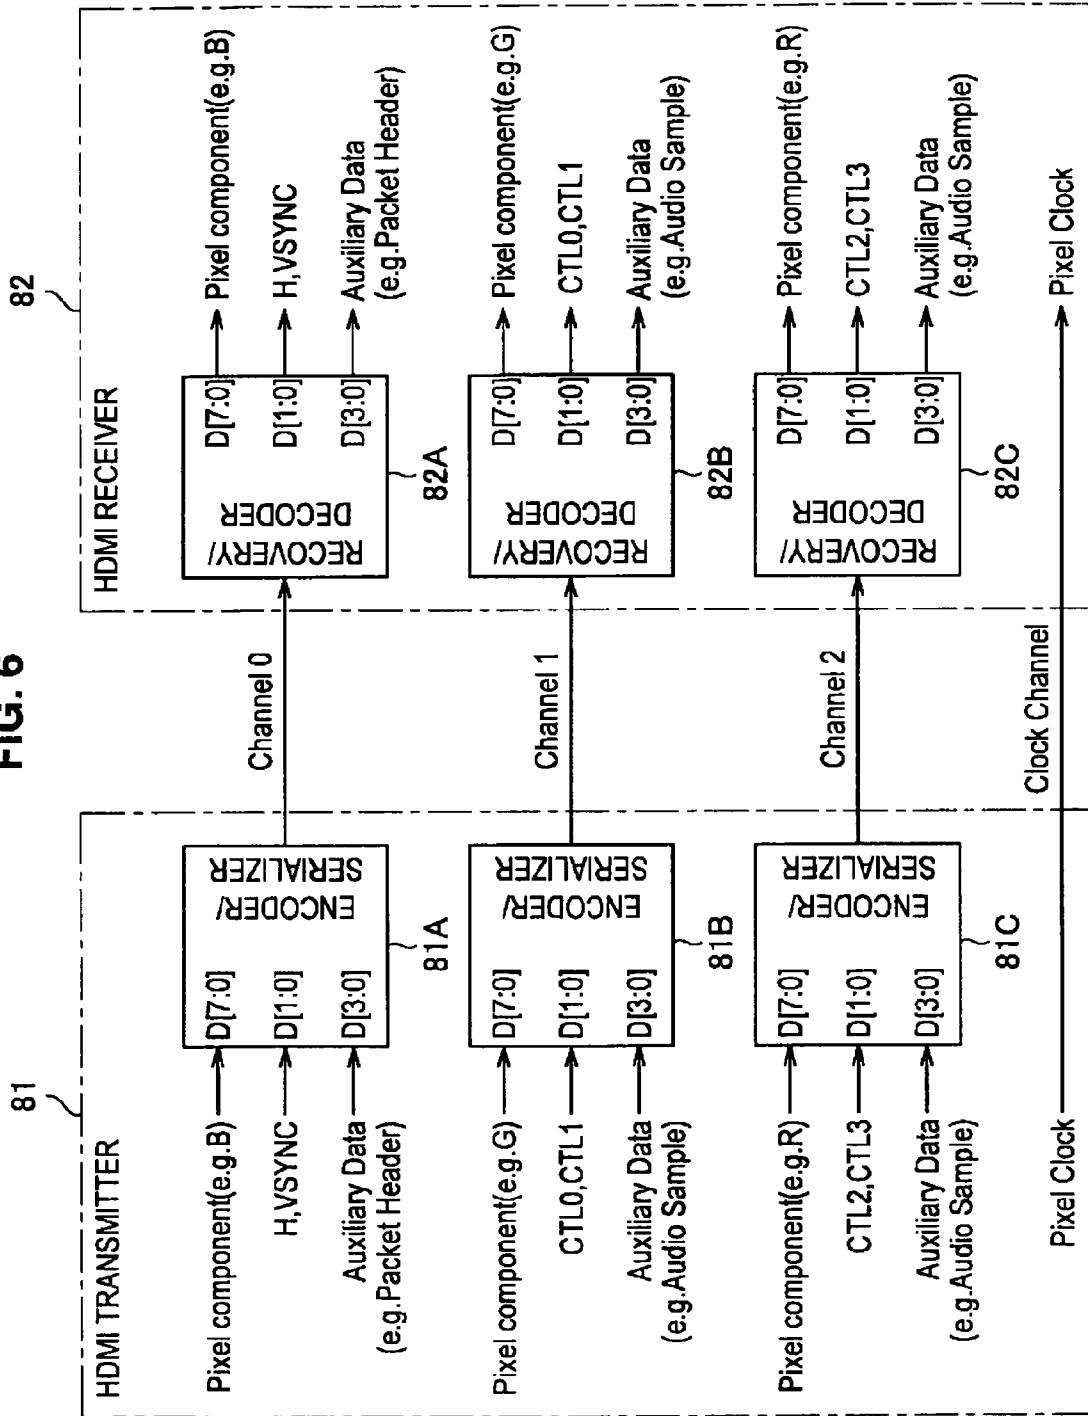 FIG. 6
81
HDMI TRANSMITTER
Pixel component(e.g.B)
H,VSYNC
Auxiliary Data
(e.g.Packet Header)
D[7:0]
D[1:0]
D[3:0]
ENCODER/
SERIALIZER
81A
Channel 0
Pixel component(e.g.G)
CTL0,CTL1
Auxiliary Data
(e.g.Audio Sample)
D[7:0]
D[1:0]
D[3:0]
ENCODER/
SERIALIZER
81B
Channel 1
Pixel component(e.g.R)
CTL2,CTL3
Auxiliary Data
(e.g.Audio Sample)
D[7:0]
D[1:0]
D[3:0]
ENCODER/
SERIALIZER
81C
Channel 2
Pixel Clock
Clock Channel
82
HDMI RECEIVER
RECOVERY/
DECODER
D[7:0]
D[1:0]
D[3:0]
82A
Pixel component(e.g.B)
H,VSYNC
Auxiliary Data
(e.g.Packet Header)
RECOVERY/
DECODER
D[7:0]
D[1:0]
D[3:0]
82B
Pixel component(e.g.G)
CTL0,CTL1
Auxiliary Data
(e.g.Audio Sample)
RECOVERY/
DECODER
D[7:0]
D[1:0]
D[3:0]
82C
Pixel component(e.g.R)
CTL2,CTL3
Auxiliary Data
(e.g.Audio Sample)
Pixel Clock